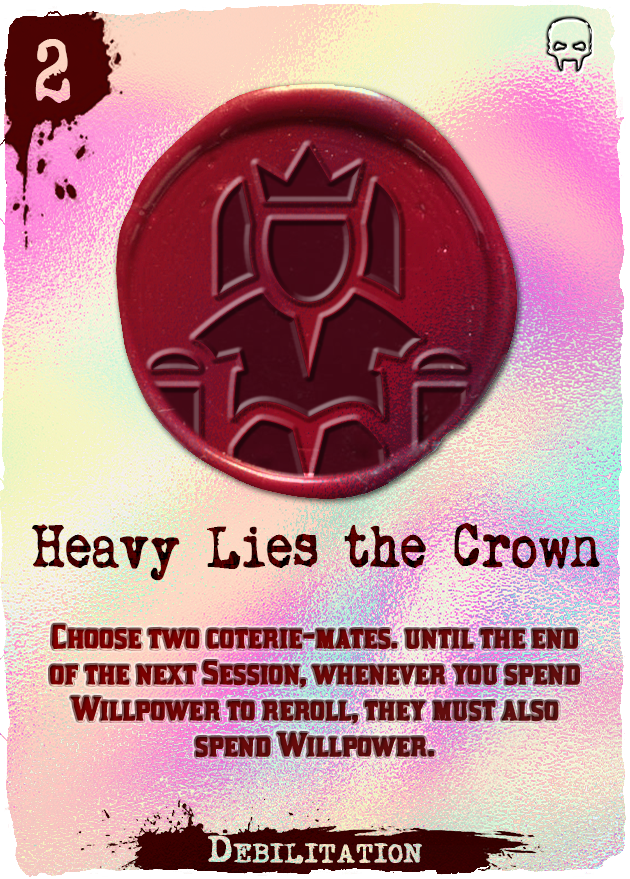 2
Heavy Lies the Crown
Choose two coterie-mates. until the end
of the next Session, whenever you spend
Willpower to reroll, they must also
spend Willpower.
Debilitation